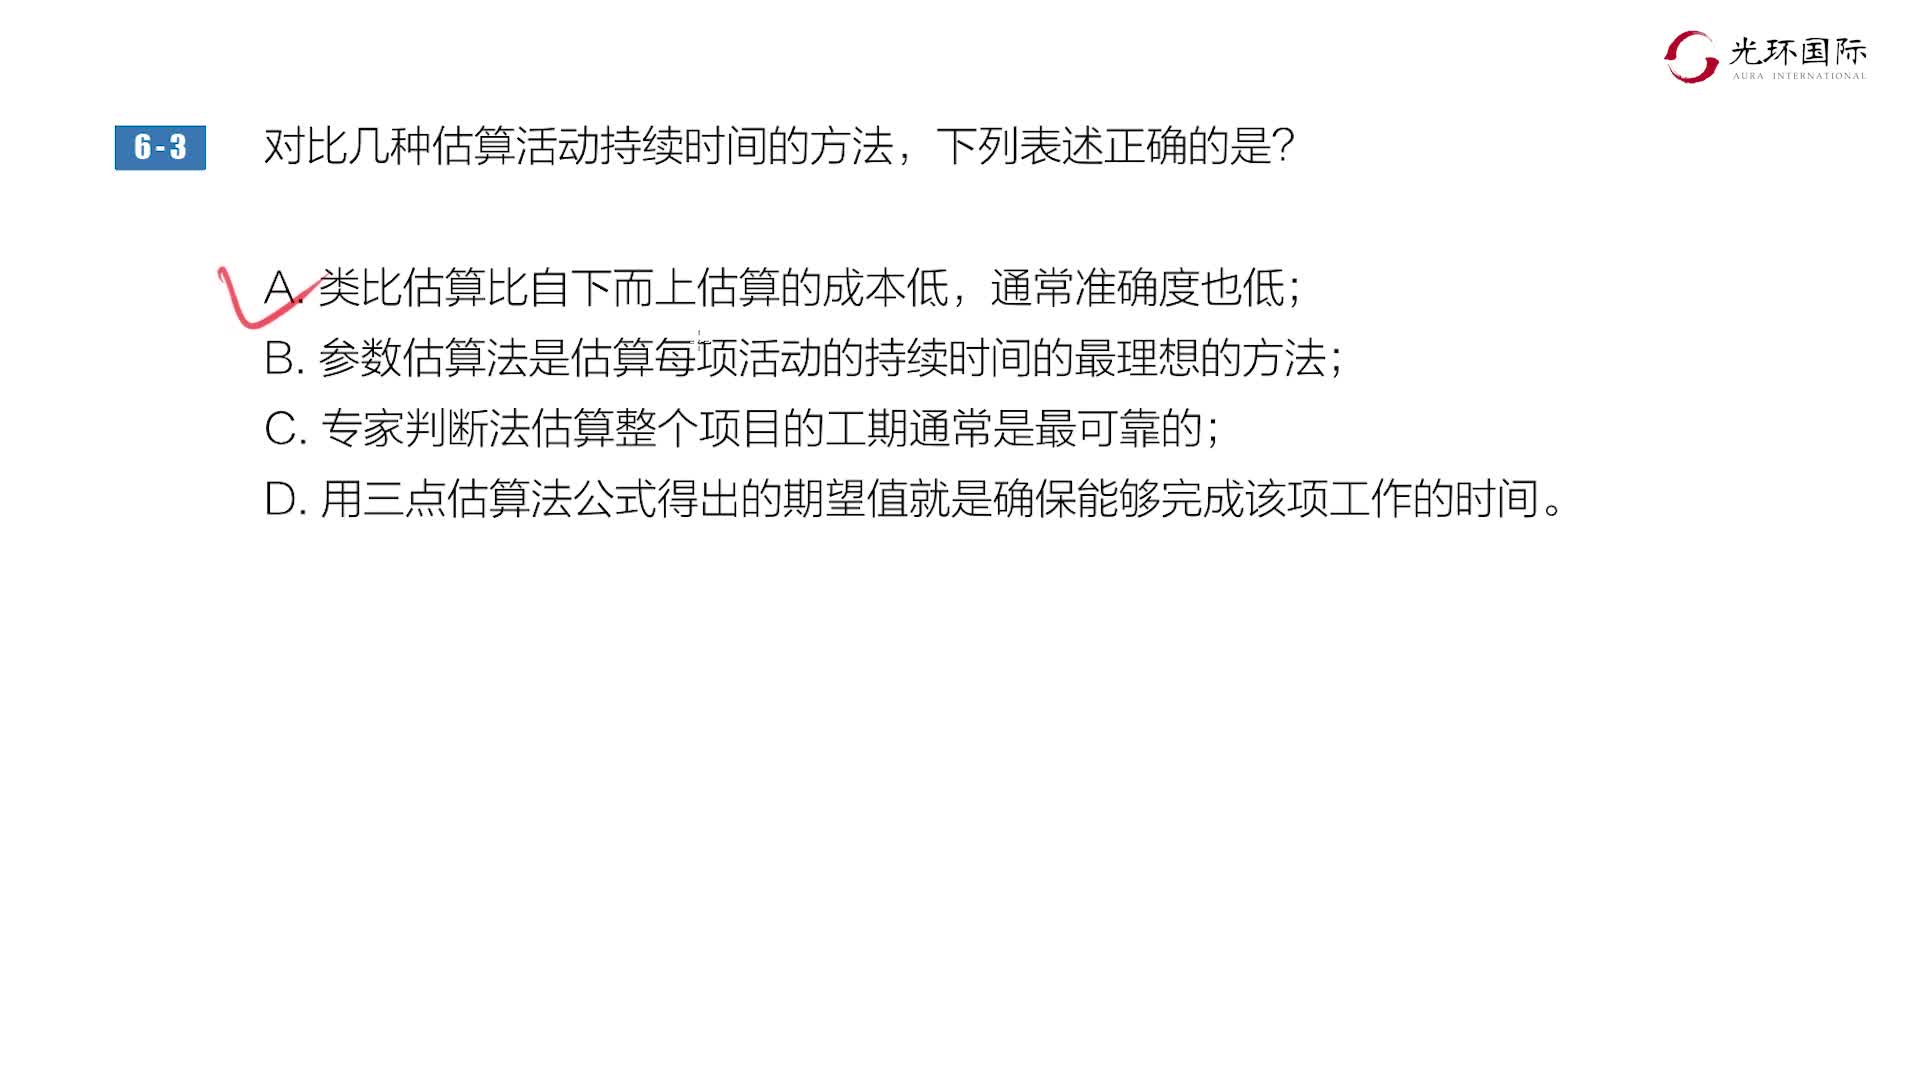 光环国际
AURA INTERNATIONAL
6-3 对比几种估算活动持续时间的方法，下列表述正确的是？
A. 类比估算比自下而上估算的成本低，通常准确度也低；
B. 参数估算法是估算每项活动的持续时间的最理想的方法；
C. 专家判断法估算整个项目的工期通常是最可靠的；
D. 用三点估算法公式得出的期望值就是确保能够完成该项工作的时间。